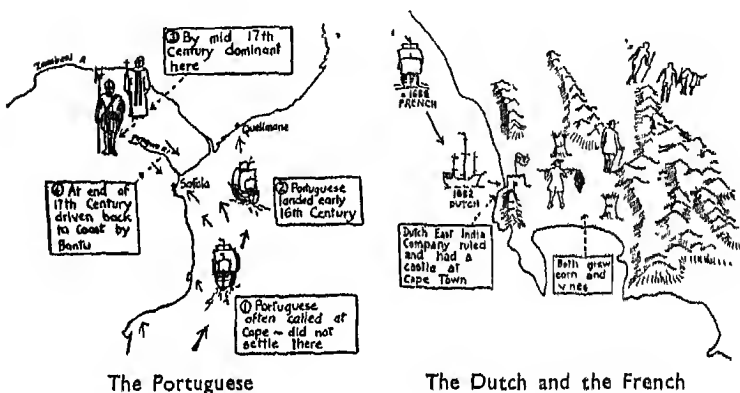 ③ By mid 17th
Century dominant
here
Zambesi R
Quelimane
Sofala
④ At end of
17th Century
driven back
to Coast by
Bantu
② Portuguese
landed early
16th Century
① Portuguese
often called at
Cape ~ did not
settle there
The Portuguese
1688
FRENCH
1652
DUTCH
Dutch East India
Company ruled
and had a
castle at
Cape Town
Both grew
corn and
vines
The Dutch and the French